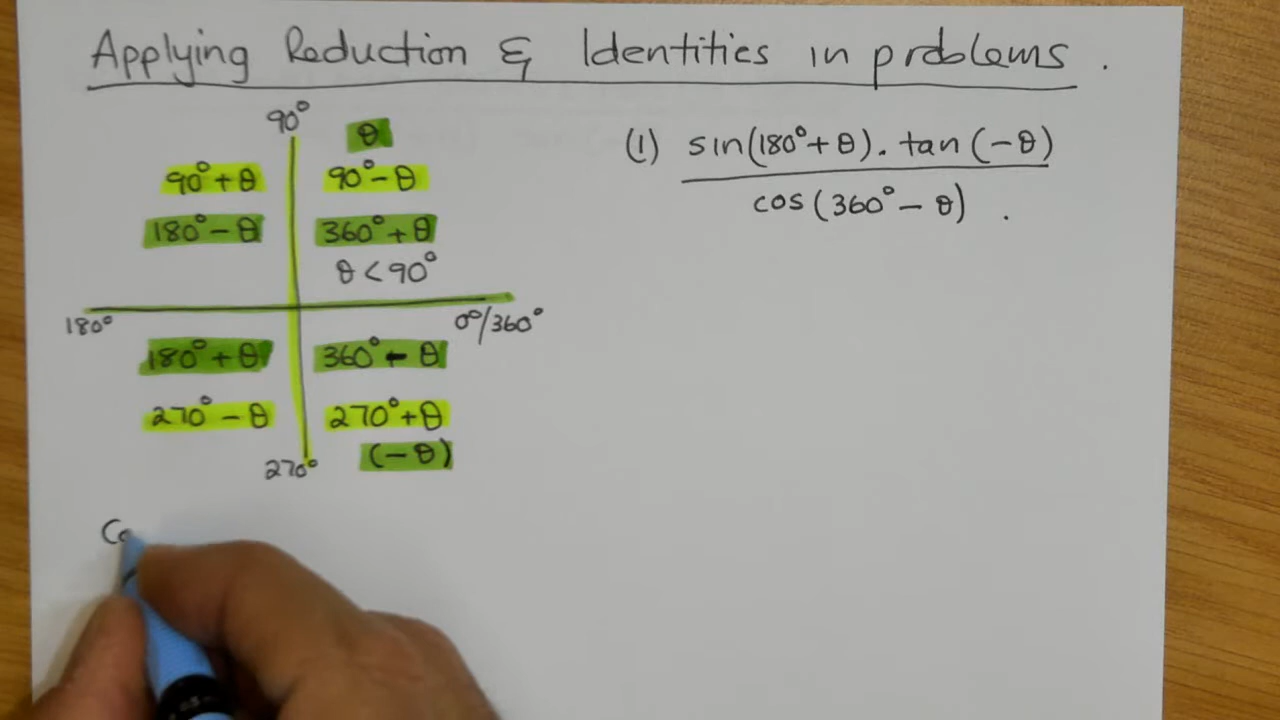 Applying Reduction & Identities in problems.
90°
θ
90°+θ
90°−θ
180°−θ
360°+θ
θ<90°
180°
0°/360°
180°+θ
360°−θ
270°−θ
270°+θ
270°
(−θ)
(1) sin(180°+θ). tan(−θ)
cos(360°−θ) .
Co